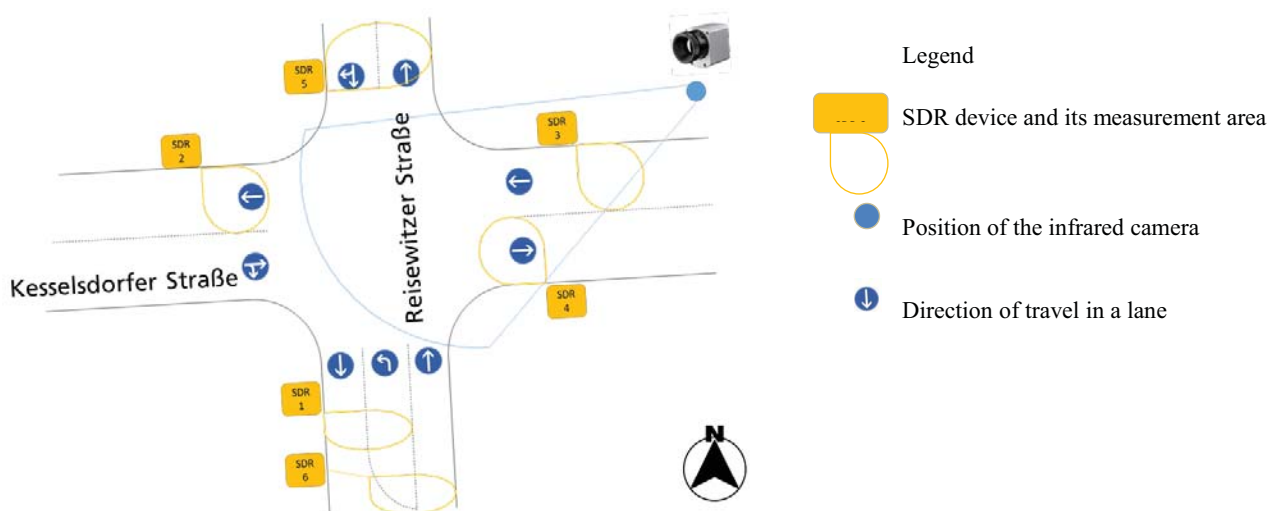 SDR
5
SDR
3
SDR
2
Reisewitzer Straße
Kesselsdorfer Straße
SDR
4
SDR
1
SDR
6
N
Legend
SDR device and its measurement area
Position of the infrared camera
Direction of travel in a lane